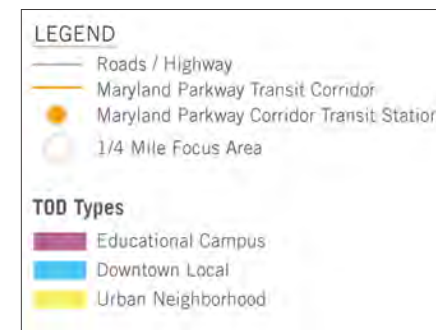 LEGEND
Roads / Highway
Maryland Parkway Transit Corridor
Maryland Parkway Corridor Transit Station
1/4 Mile Focus Area
TOD Types
Educational Campus
Downtown Local
Urban Neighborhood